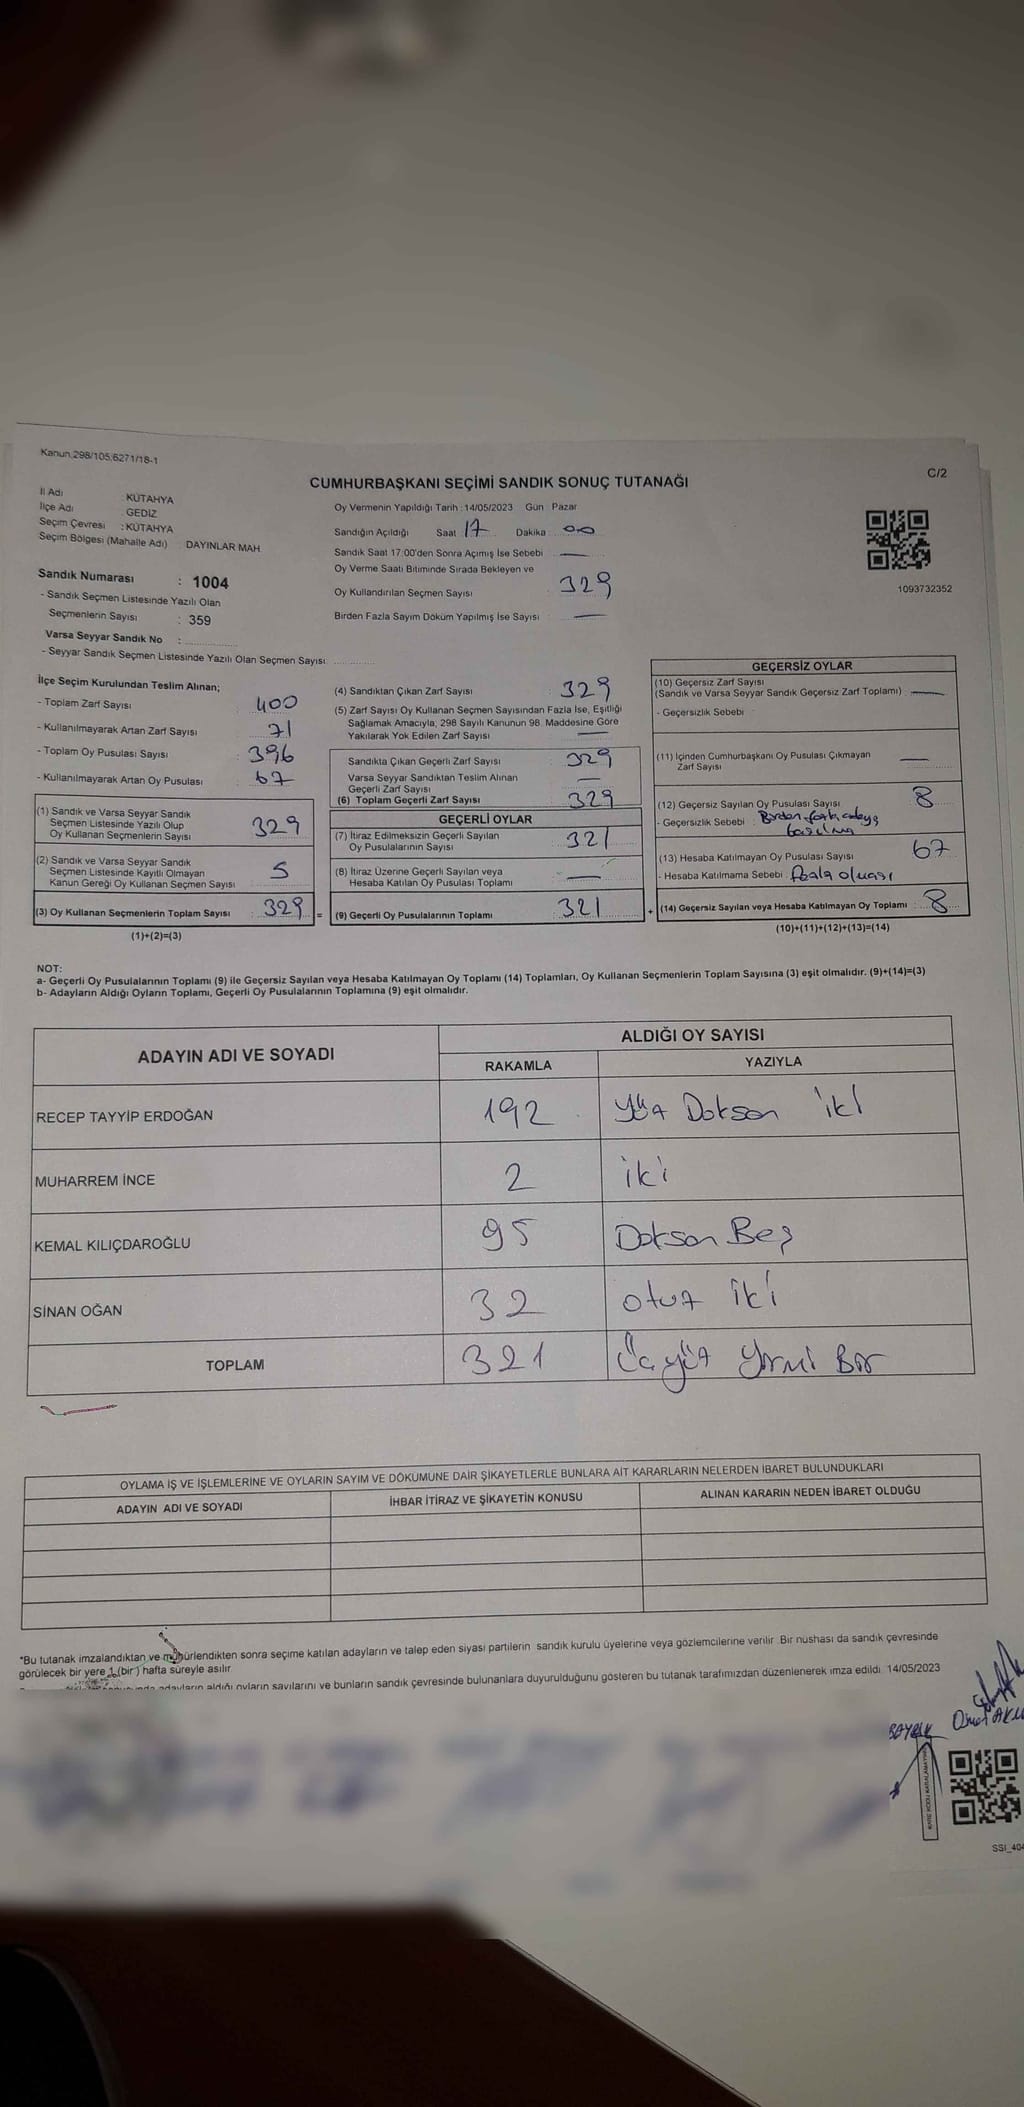 Kanun,298/105,6271/18-1
C/2
CUMHURBAŞKANI SEÇİMİ SANDIK SONUÇ TUTANAĞI
İl Adı : KÜTAHYA
İlçe Adı : GEDİZ
Seçim Çevresi : KÜTAHYA
Seçim Bölgesi (Mahalle Adı) : DAYINLAR MAH
Sandık Numarası : 1004
- Sandık Seçmen Listesinde Yazılı Olan
Seçmenlerin Sayısı : 359
Varsa Seyyar Sandık No :
- Seyyar Sandık Seçmen Listesinde Yazılı Olan Seçmen Sayısı
Oy Vermenin Yapıldığı Tarih : 14/05/2023 Gün Pazar
Sandığın Açıldığı Saat 17 Dakika 00
Sandık Saat 17:00'den Sonra Açımış İse Sebebi —
Oy Verme Saati Bitiminde Sırada Bekleyen ve
Oy Kullandırılan Seçmen Sayısı : 329
Birden Fazla Sayım Döküm Yapılmış İse Sayısı : —
1093732352
İlçe Seçim Kurulundan Teslim Alınan;
- Toplam Zarf Sayısı : 400
- Kullanılmayarak Artan Zarf Sayısı : 71
- Toplam Oy Pusulası Sayısı : 396
- Kullanılmayarak Artan Oy Pusulası : 67
(1) Sandık ve Varsa Seyyar Sandık
Seçmen Listesinde Yazılı Olup
Oy Kullanan Seçmenlerin Sayısı 329
(2) Sandık ve Varsa Seyyar Sandık
Seçmen Listesinde Kayıtlı Olmayan
Kanun Gereği Oy Kullanan Seçmen Sayısı 5
(3) Oy Kullanan Seçmenlerin Toplam Sayısı : 329 =
(1)+(2)=(3)
(4) Sandıktan Çıkan Zarf Sayısı : 329
(5) Zarf Sayısı Oy Kullanan Seçmen Sayısından Fazla İse, Eşitliği
Sağlamak Amacıyla, 298 Sayılı Kanunun 98. Maddesine Göre
Yakılarak Yok Edilen Zarf Sayısı —
Sandıkta Çıkan Geçerli Zarf Sayısı : 329
Varsa Seyyar Sandıktan Teslim Alınan
Geçerli Zarf Sayısı —
(6) Toplam Geçerli Zarf Sayısı 329
GEÇERLİ OYLAR
(7) İtiraz Edilmeksizin Geçerli Sayılan
Oy Pusulalarının Sayısı : 321
(8) İtiraz Üzerine Geçerli Sayılan veya
Hesaba Katılan Oy Pusulası Toplamı : —
(9) Geçerli Oy Pusulalarının Toplamı : 321 +
GEÇERSİZ OYLAR
(10) Geçersiz Zarf Sayısı
(Sandık ve Varsa Seyyar Sandık Geçersiz Zarf Toplamı) : —
- Geçersizlik Sebebi :
(11) İçinden Cumhurbaşkanı Oy Pusulası Çıkmayan
Zarf Sayısı —
(12) Geçersiz Sayılan Oy Pusulası Sayısı : 8
- Geçersizlik Sebebi : Birden fazla adaya
basılma
(13) Hesaba Katılmayan Oy Pusulası Sayısı : 67
- Hesaba Katılmama Sebebi : fazla olması
(14) Geçersiz Sayılan veya Hesaba Katılmayan Oy Toplamı : 8
(10)+(11)+(12)+(13)=(14)
NOT:
a- Geçerli Oy Pusulalarının Toplamı (9) ile Geçersiz Sayılan veya Hesaba Katılmayan Oy Toplamı (14) Toplamları, Oy Kullanan Seçmenlerin Toplam Sayısına (3) eşit olmalıdır. (9)+(14)=(3)
b- Adayların Aldığı Oyların Toplamı, Geçerli Oy Pusulalarının Toplamına (9) eşit olmalıdır.
ADAYIN ADI VE SOYADI
ALDIĞI OY SAYISI
RAKAMLA YAZIYLA
RECEP TAYYİP ERDOĞAN 192 Yüz Doksan iki
MUHARREM İNCE 2 iki
KEMAL KILIÇDAROĞLU 95 Doksan Beş
SİNAN OĞAN 32 otuz iki
TOPLAM 321 Üçyüz Yirmi Bir
OYLAMA İŞ VE İŞLEMLERİNE VE OYLARIN SAYIM VE DÖKÜMÜNE DAİR ŞİKAYETLERLE BUNLARA AİT KARARLARIN NELERDEN İBARET BULUNDUKLARI
ADAYIN ADI VE SOYADI İHBAR İTİRAZ VE ŞİKAYETİN KONUSU ALINAN KARARIN NEDEN İBARET OLDUĞU
*Bu tutanak imzalandıktan ve mühürlendikten sonra seçime katılan adayların ve talep eden siyasi partilerin sandık kurulu üyelerine veya gözlemcilerine verilir. Bir nüshası da sandık çevresinde
görülecek bir yere 1 (bir) hafta süreyle asılır.
adayların aldığı oyların sayılarını ve bunların sandık çevresinde bulunanlara duyurulduğunu gösteren bu tutanak tarafımızdan düzenlenerek imza edildi. 14/05/2023
KARE KODU KARALAMAYINIZ
SSI_404